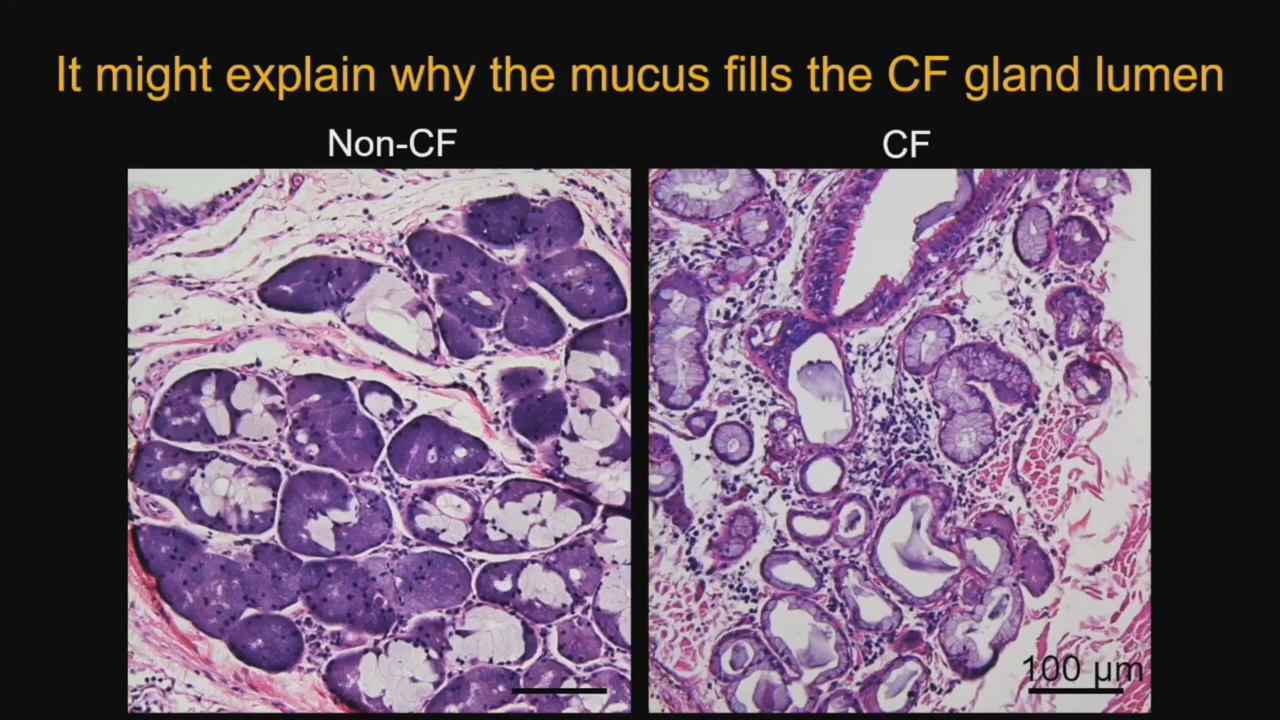 It might explain why the mucus fills the CF gland lumen
Non-CF
CF
100 µm